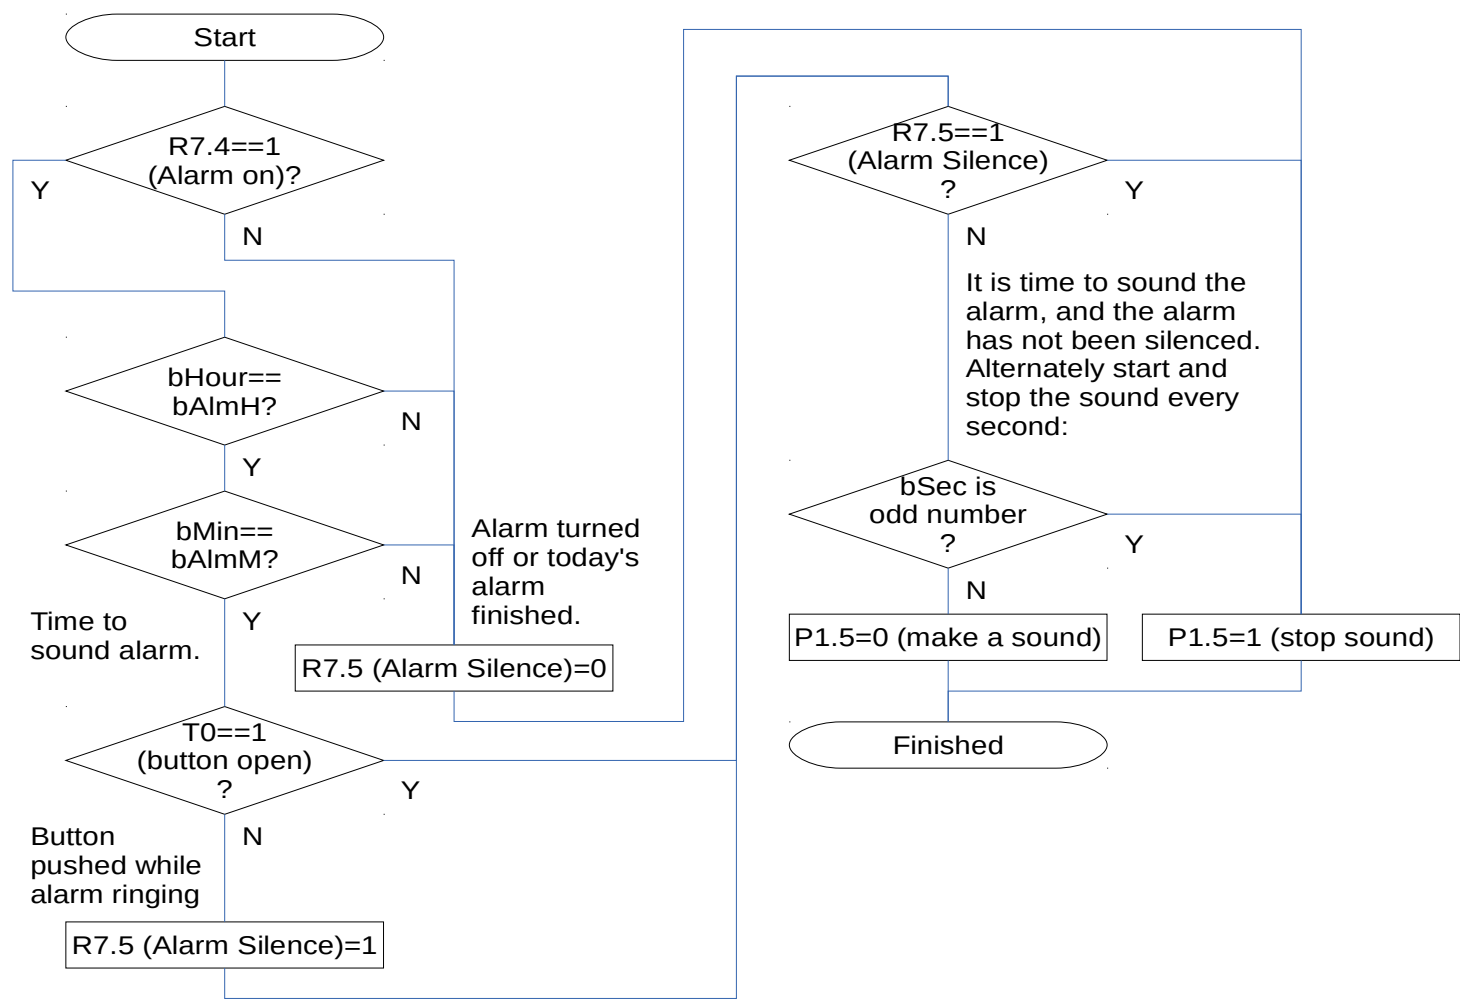 Start
R7.4==1
(Alarm on)?
Y
N
bHour==
bAlmH?
N
Y
bMin==
bAlmM?
N
Y
Time to
sound alarm.
Alarm turned
off or today's
alarm
finished.
R7.5 (Alarm Silence)=0
T0==1
(button open)
?
Y
N
Button
pushed while
alarm ringing
R7.5 (Alarm Silence)=1
R7.5==1
(Alarm Silence)
?
Y
N
It is time to sound the
alarm, and the alarm
has not been silenced.
Alternately start and
stop the sound every
second:
bSec is
odd number
?
Y
N
P1.5=0 (make a sound)
P1.5=1 (stop sound)
Finished